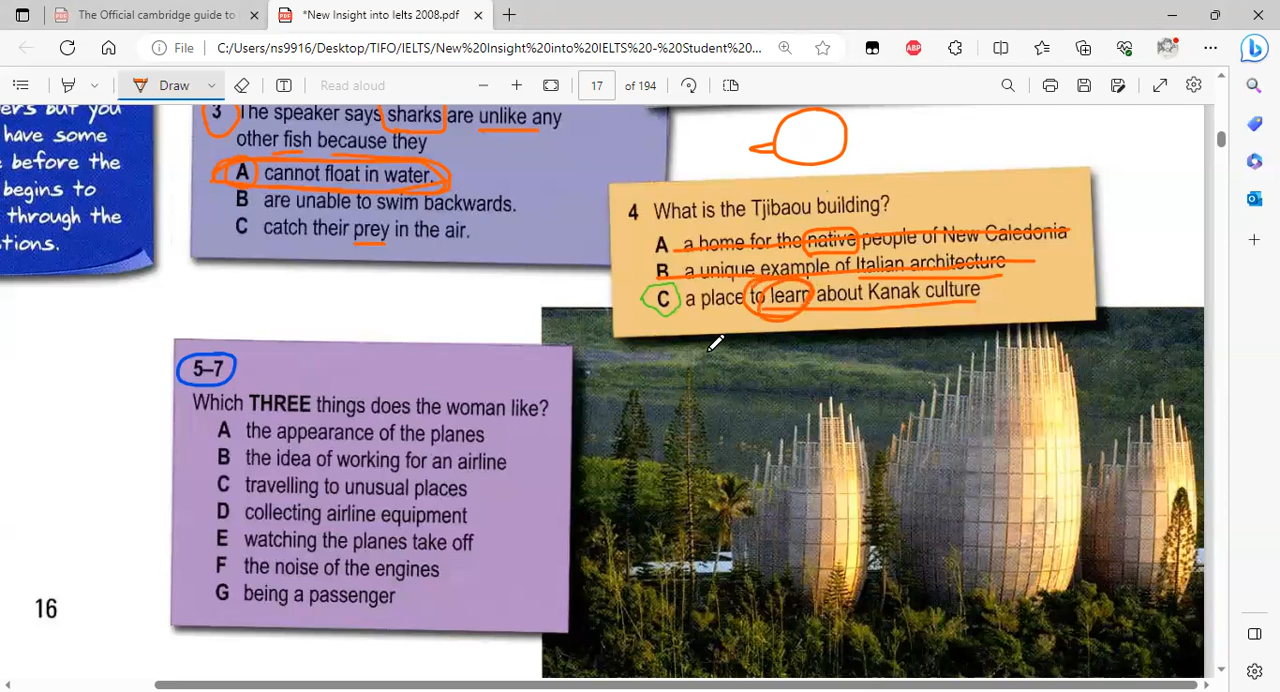 The Official cambridge guide to
*New Insight into Ielts 2008.pdf
File
C:/Users/ns9916/Desktop/TIFO/IELTS/New%20Insight%20into%20IELTS%20-%20Student%20...
Draw
Read aloud
17
of 194
ers but you
have some
e before the
begins to
through the
tions.
3 The speaker says sharks are unlike any
other fish because they
A cannot float in water.
B are unable to swim backwards.
C catch their prey in the air.
4 What is the Tjibaou building?
A a home for the native people of New Caledonia
B a unique example of Italian architecture
C a place to learn about Kanak culture
5–7
Which THREE things does the woman like?
A the appearance of the planes
B the idea of working for an airline
C travelling to unusual places
D collecting airline equipment
E watching the planes take off
F the noise of the engines
G being a passenger
16